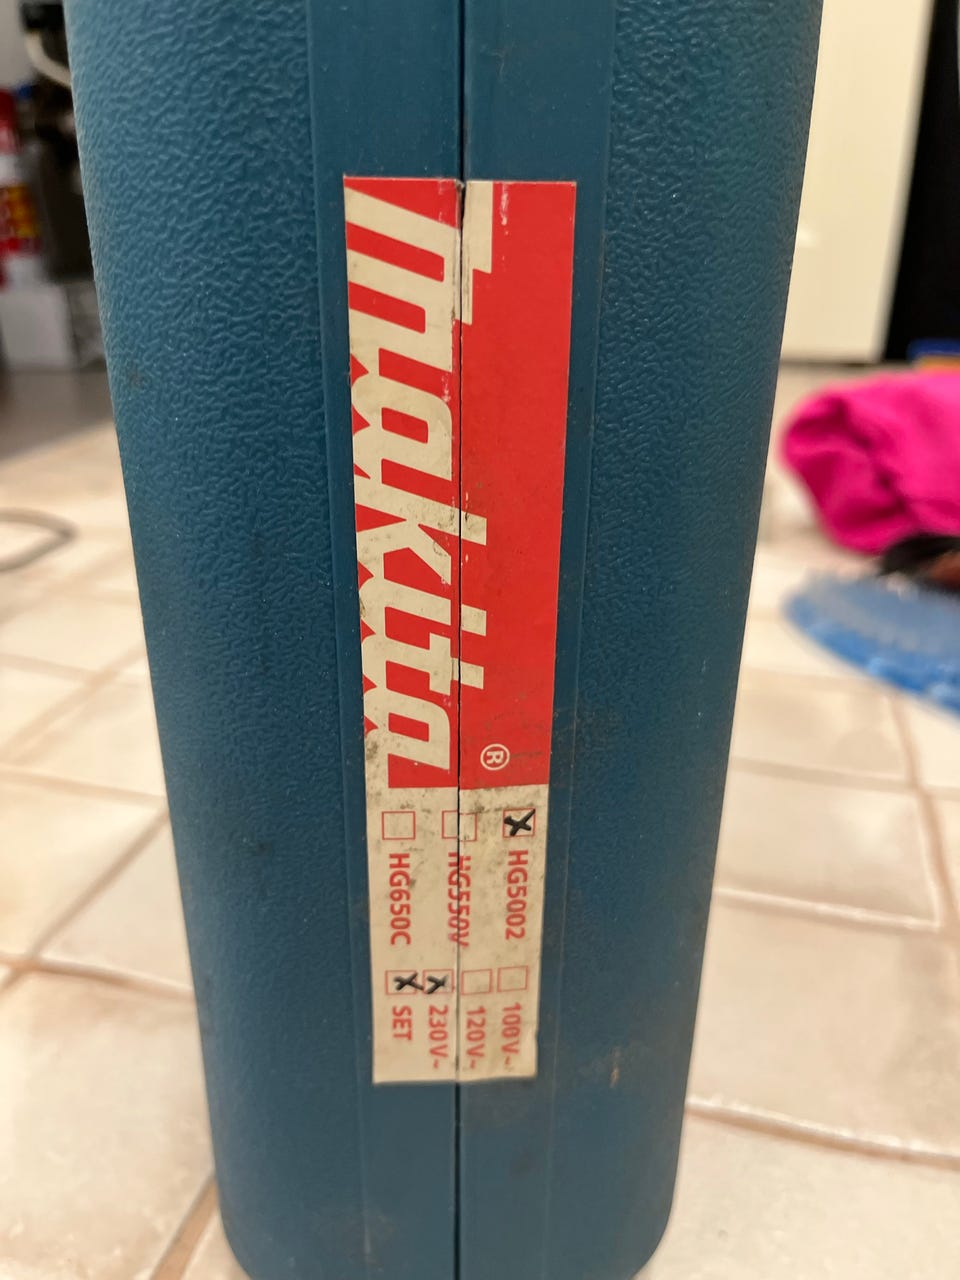 makita®
HG5002
HG550V
HG650C
100V~
120V~
230V~
SET